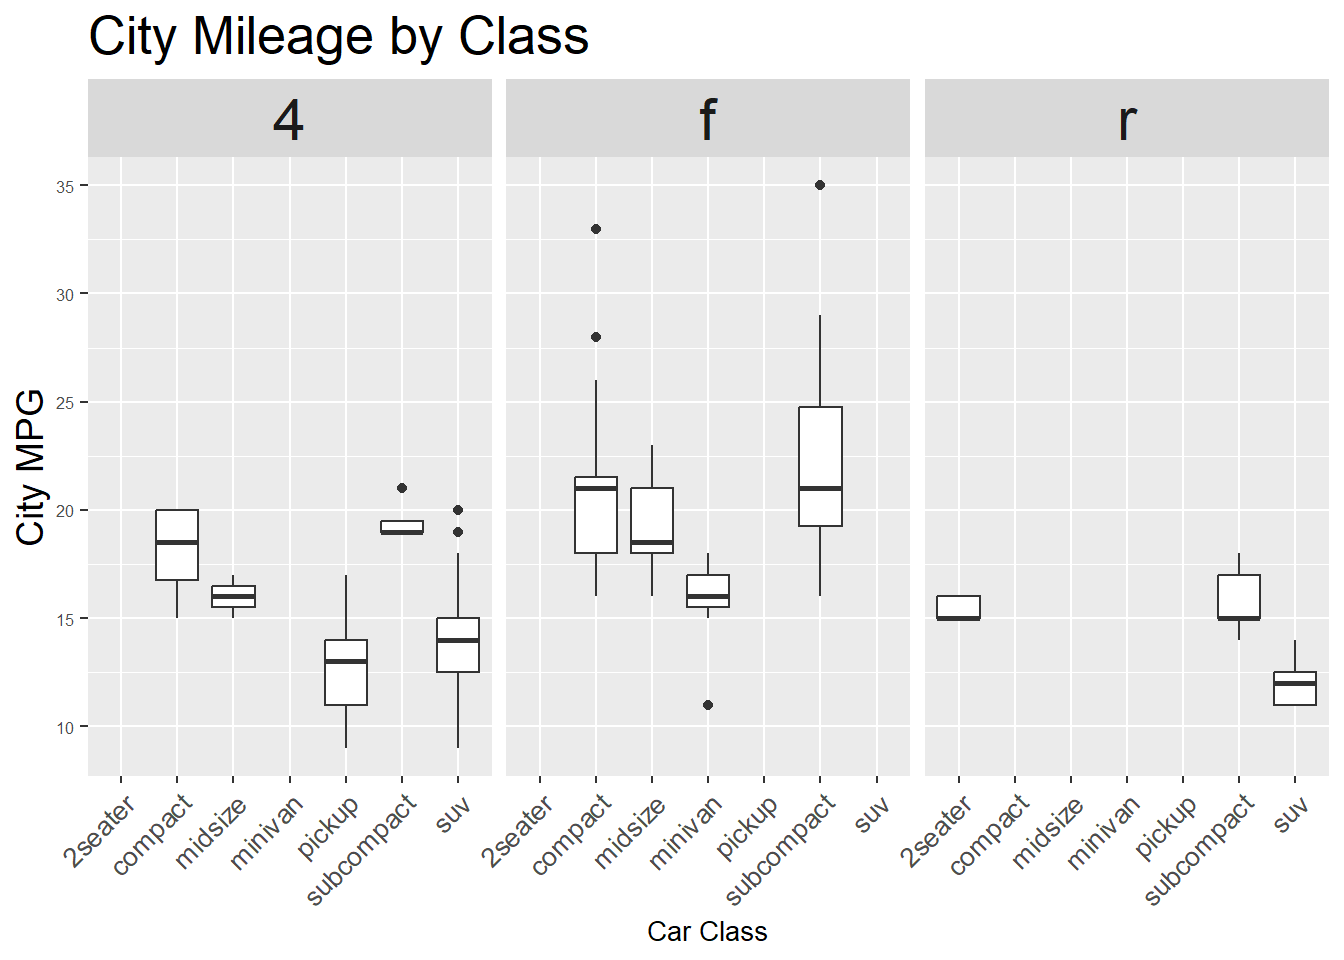 City Mileage by Class
4 f r
35
30
25
20
15
10
City MPG
2seater compact midsize minivan pickup subcompact suv
2seater compact midsize minivan pickup subcompact suv
2seater compact midsize minivan pickup subcompact suv
Car Class